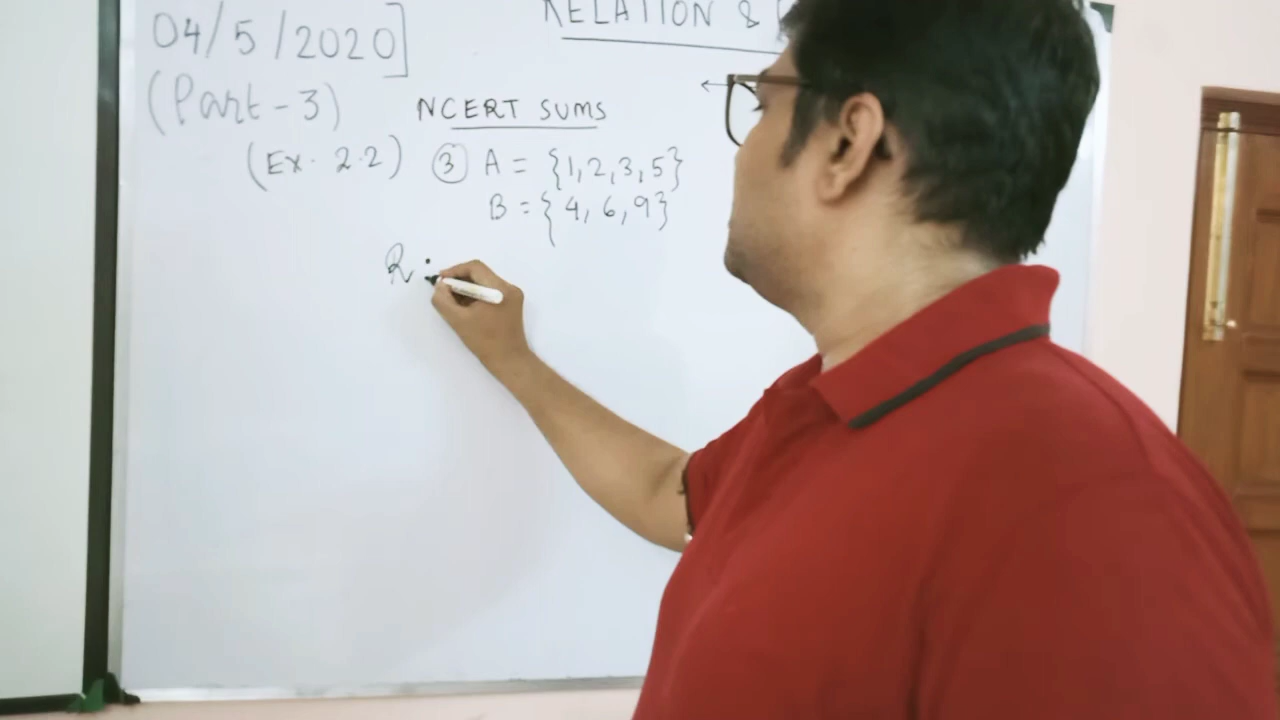 04/5/2020]
RELATION &
(Part-3)
NCERT SUMS
(Ex. 2.2)
③ A = {1,2,3,5}
B = {4,6,9}
R :